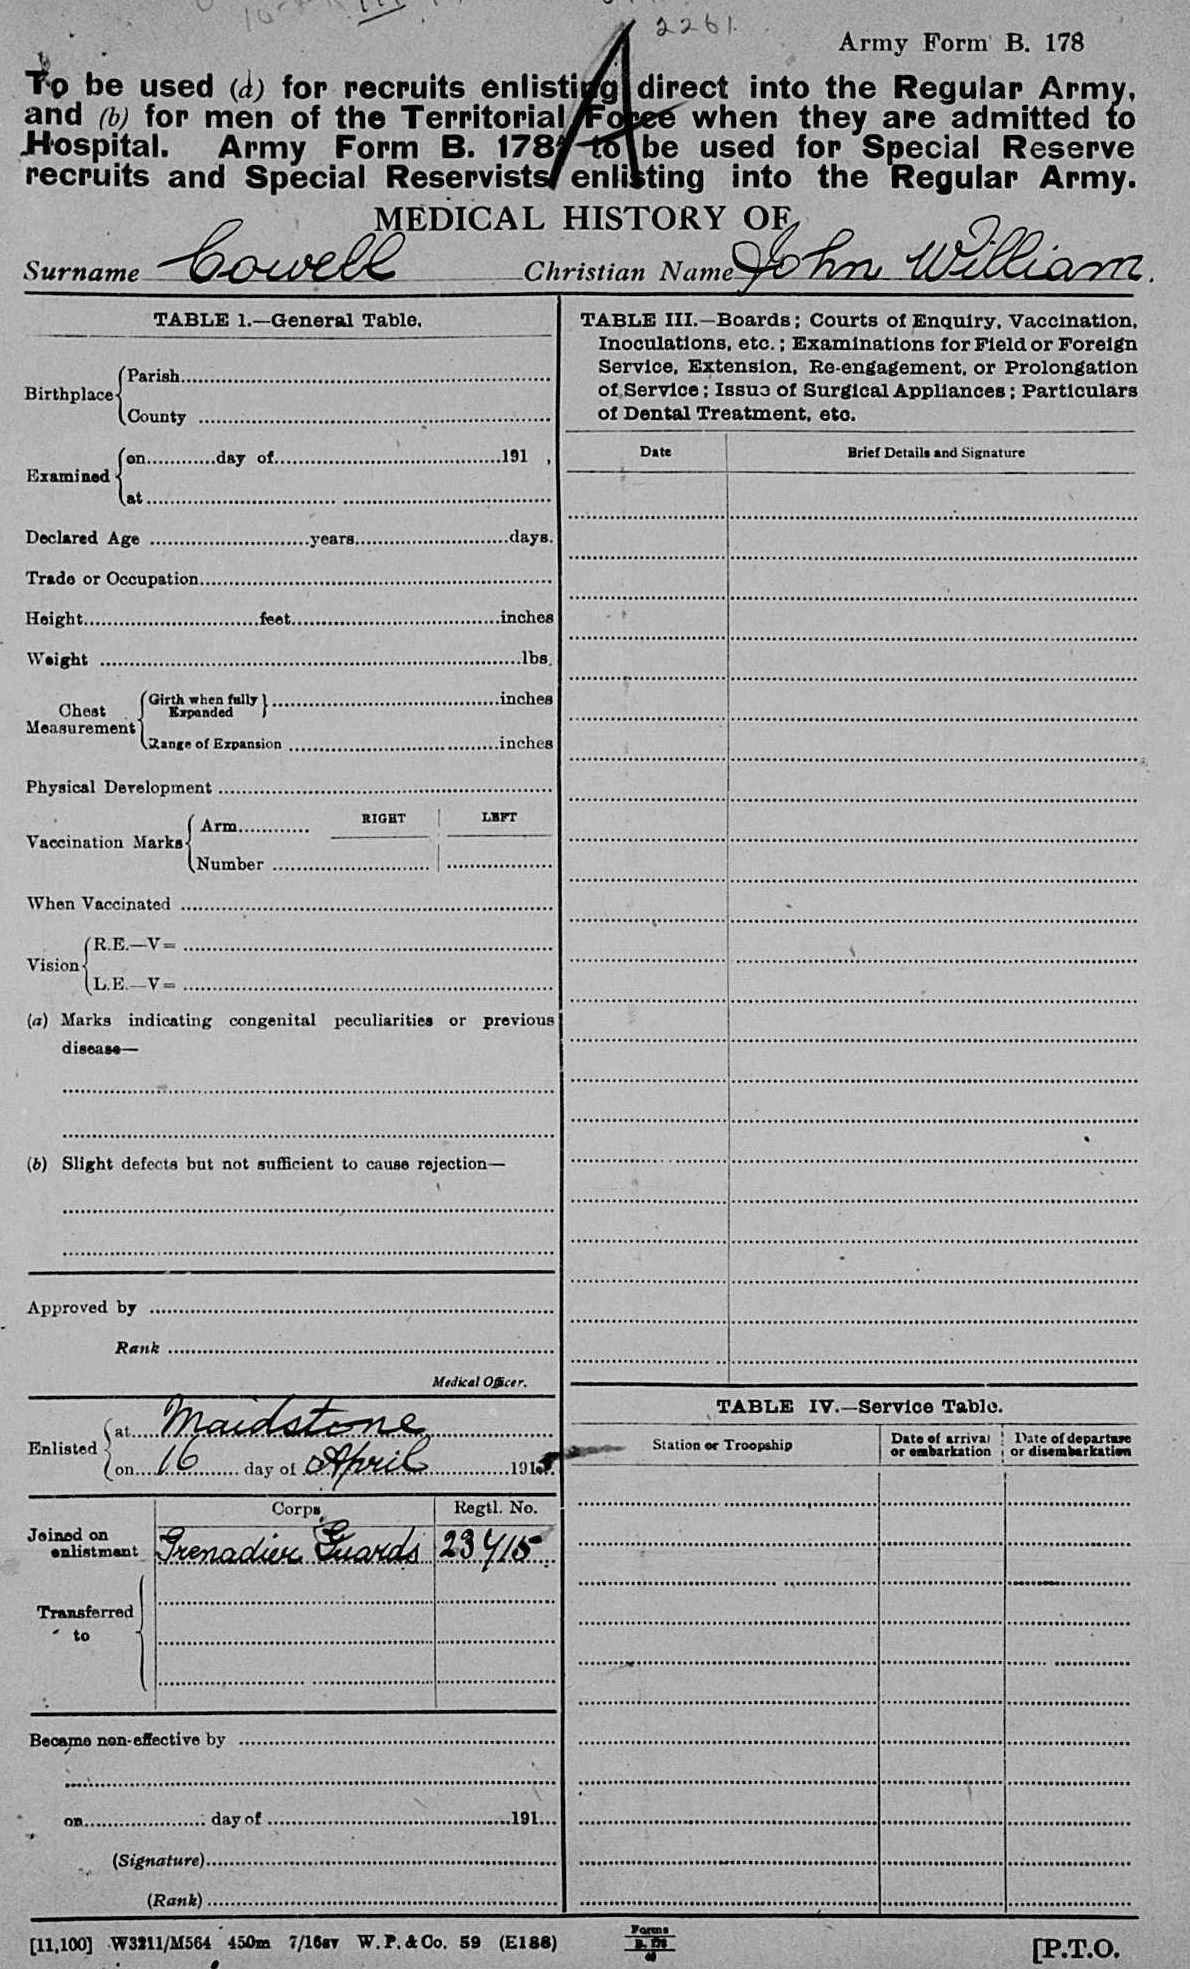 2261.
Army Form B. 178
To be used (a) for recruits enlisting direct into the Regular Army,
and (b) for men of the Territorial Force when they are admitted to
Hospital. Army Form B. 178A to be used for Special Reserve
recruits and Special Reservists enlisting into the Regular Army.
MEDICAL HISTORY OF
Surname Cowell Christian Name John William.
TABLE I.—General Table.
Birthplace
Parish
County
Examined
on day of 191
at
Declared Age years days.
Trade or Occupation
Height feet inches
Weight lbs.
Chest Measurement
Girth when fully Expanded inches
Range of Expansion inches
Physical Development
RIGHT LEFT
Vaccination Marks
Arm
Number
When Vaccinated
Vision
R.E.—V=
L.E.—V=
(a) Marks indicating congenital peculiarities or previous
disease—
(b) Slight defects but not sufficient to cause rejection—
Approved by
Rank
Medical Officer.
Enlisted
at Maidstone
on 16 day of April 1915.
Corps Regtl. No.
Joined on
enlistment Grenadier Guards 23415
Transferred
to
Became non-effective by
on day of 191
(Signature)
(Rank)
TABLE III.—Boards; Courts of Enquiry, Vaccination,
Inoculations, etc.; Examinations for Field or Foreign
Service, Extension, Re-engagement, or Prolongation
of Service; Issue of Surgical Appliances; Particulars
of Dental Treatment, etc.
Date Brief Details and Signature
TABLE IV.—Service Table.
Station or Troopship
Date of arrival
or embarkation
Date of departure
or disembarkation
[11,100] W3211/M564 450m 7/16sv W.P.&Co. 59 (E188)
Forms
B. 178
[P.T.O.